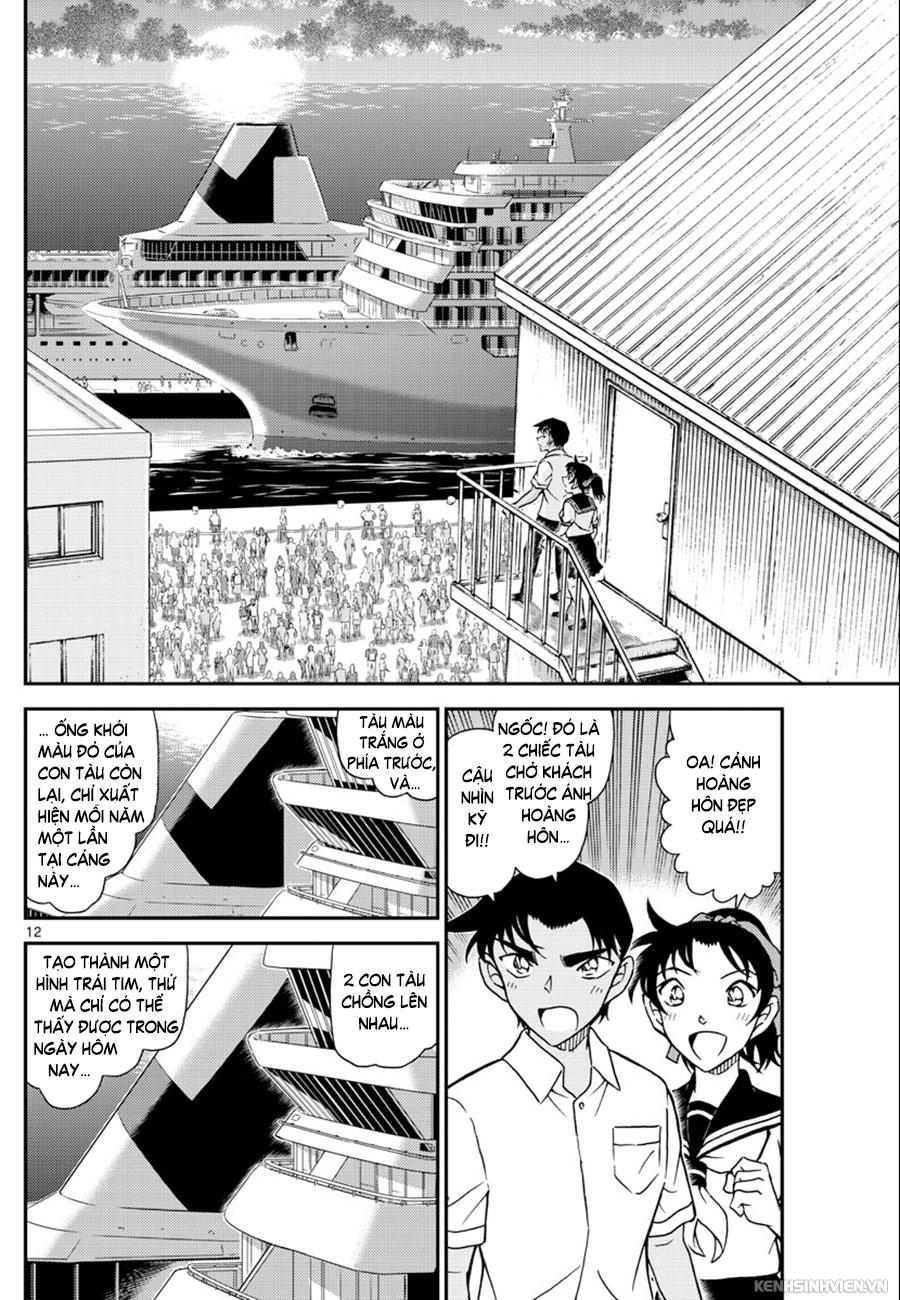 OA! CẢNH
HOÀNG
HÔN ĐẸP
QUÁ!!
NGỐC! ĐÓ LÀ
2 CHIẾC TÀU
CHỞ KHÁCH
TRƯỚC ÁNH
HOÀNG
HÔN...
CẬU
NHÌN
KỲ
ĐI!!
TÀU MÀU
TRẮNG Ở
PHÍA TRƯỚC,
VÀ...
... ỐNG KHÓI
MÀU ĐỎ CỦA
CON TÀU CÒN
LẠI, CHỈ XUẤT
HIỆN MỖI NĂM
MỘT LẦN
TẠI CẢNG
NÀY...
12
2 CON TÀU
CHỒNG LÊN
NHAU...
TẠO THÀNH MỘT
HÌNH TRÁI TIM, THỨ
MÀ CHỈ CÓ THỂ
THẤY ĐƯỢC TRONG
NGÀY HÔM
NAY...
KENHSINHVIEN.VN